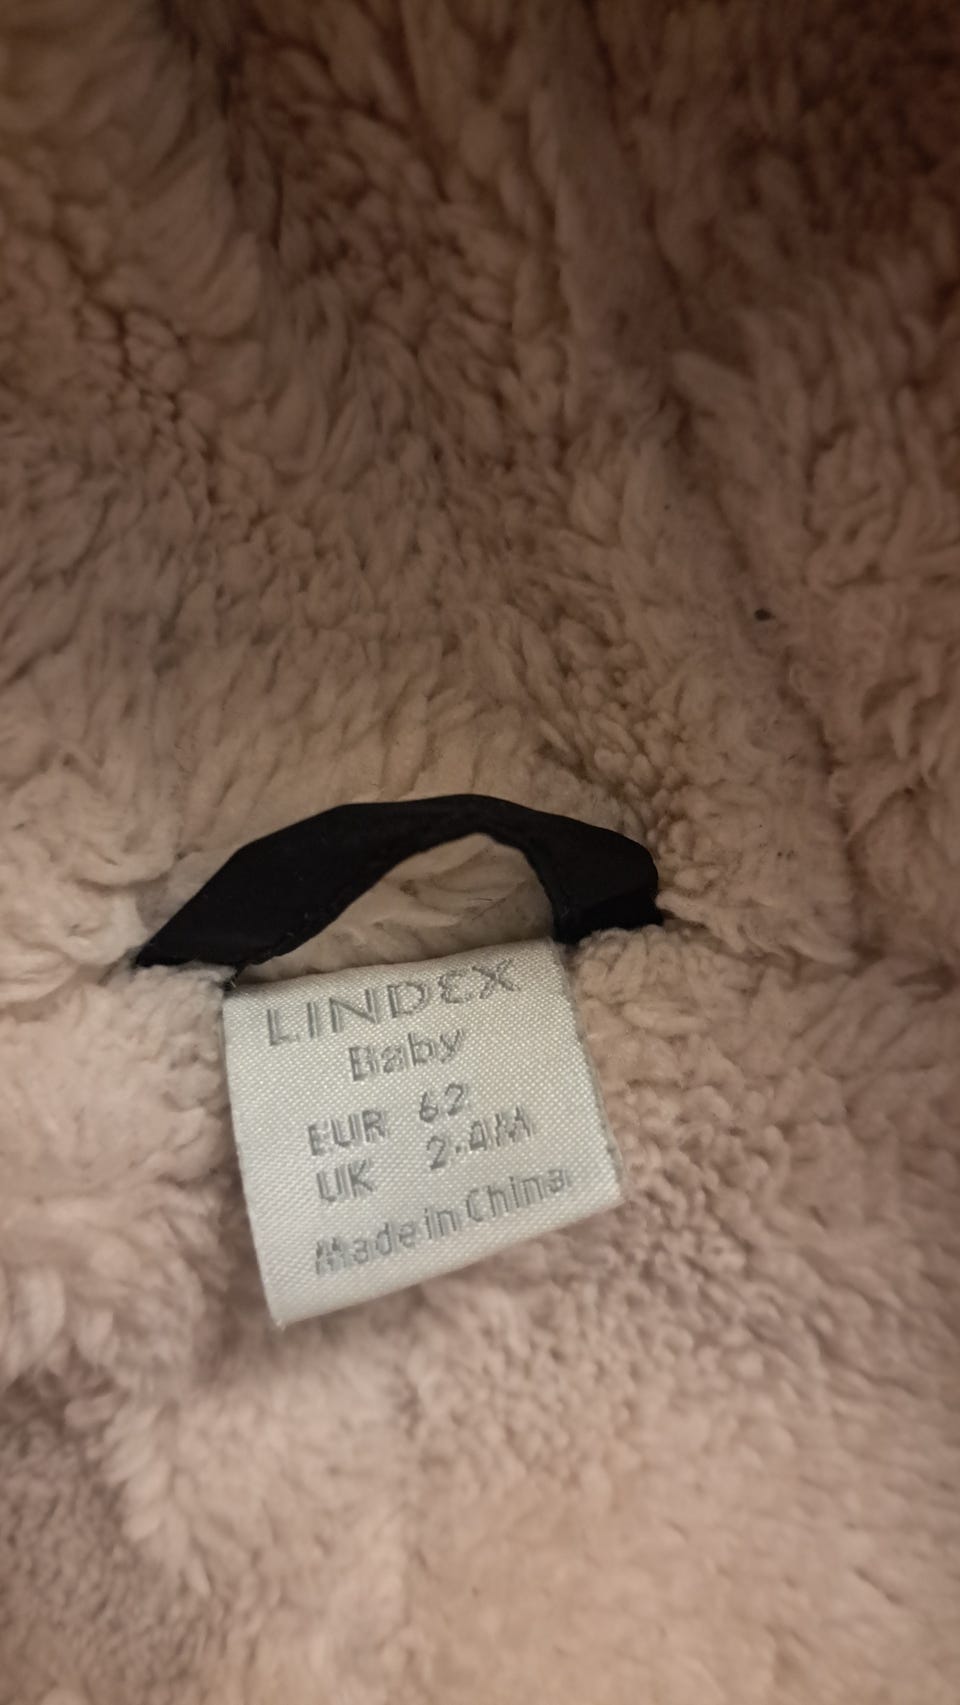 LINDEX
Baby
EUR 62
UK 2-4M
Made in China